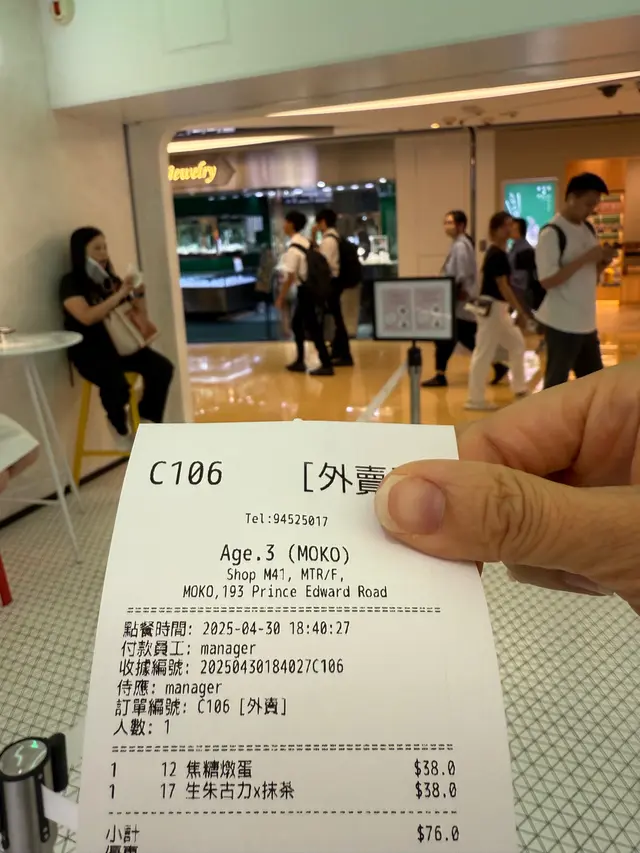 Jewelry
C106 [外賣
Tel:94525017
Age.3 (MOKO)
Shop M41, MTR/F,
MOKO,193 Prince Edward Road
點餐時間: 2025-04-30 18:40:27
付款員工: manager
收據編號: 20250430184027C106
侍應: manager
訂單編號: C106 [外賣]
人數: 1
1 12 焦糖燉蛋 $38.0
1 17 生朱古力x抹茶 $38.0
小計 $76.0